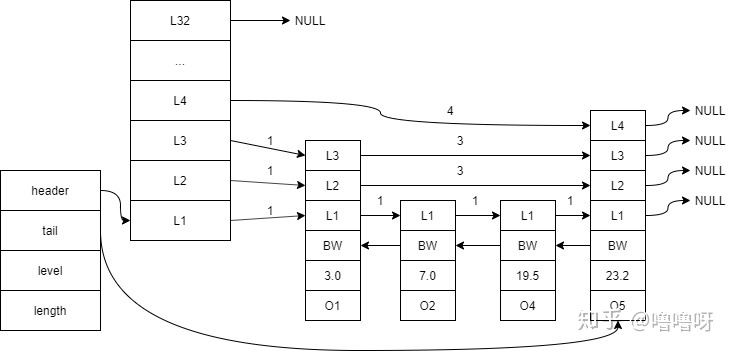 L32
NULL
...
L4
4
L4
NULL
L3
1
L3
3
L3
NULL
header
L2
1
L2
3
L2
NULL
tail
L1
1
L1
1
L1
1
L1
1
L1
NULL
BW
BW
BW
BW
level
3.0
7.0
19.5
23.2
length
O1
O2
O4
O5
知乎 @噜噜呀